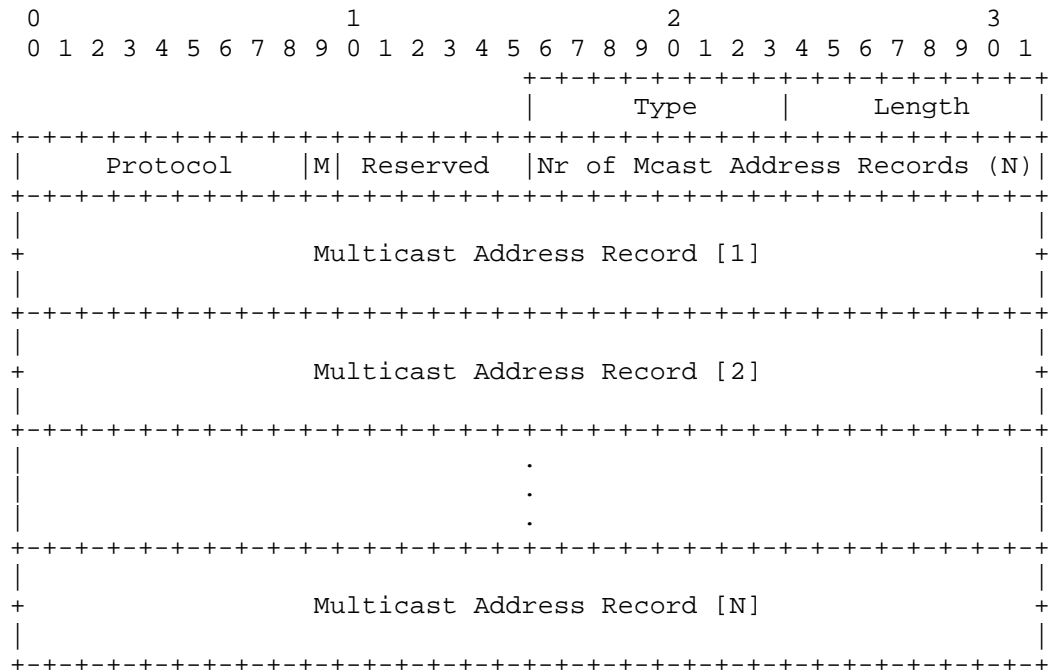 0                   1                   2                   3
 0 1 2 3 4 5 6 7 8 9 0 1 2 3 4 5 6 7 8 9 0 1 2 3 4 5 6 7 8 9 0 1
                                +-+-+-+-+-+-+-+-+-+-+-+-+-+-+-+-+
                                |      Type     |     Length    |
+-+-+-+-+-+-+-+-+-+-+-+-+-+-+-+-+-+-+-+-+-+-+-+-+-+-+-+-+-+-+-+-+
|     Protocol    |M| Reserved  |Nr of Mcast Address Records (N)|
+-+-+-+-+-+-+-+-+-+-+-+-+-+-+-+-+-+-+-+-+-+-+-+-+-+-+-+-+-+-+-+-+
|                                                               |
+                  Multicast Address Record [1]                 +
|                                                               |
+-+-+-+-+-+-+-+-+-+-+-+-+-+-+-+-+-+-+-+-+-+-+-+-+-+-+-+-+-+-+-+-+
|                                                               |
+                  Multicast Address Record [2]                 +
|                                                               |
+-+-+-+-+-+-+-+-+-+-+-+-+-+-+-+-+-+-+-+-+-+-+-+-+-+-+-+-+-+-+-+-+
|                               .                               |
|                               .                               |
|                               .                               |
+-+-+-+-+-+-+-+-+-+-+-+-+-+-+-+-+-+-+-+-+-+-+-+-+-+-+-+-+-+-+-+-+
|                                                               |
+                  Multicast Address Record [N]                 +
|                                                               |
+-+-+-+-+-+-+-+-+-+-+-+-+-+-+-+-+-+-+-+-+-+-+-+-+-+-+-+-+-+-+-+-+